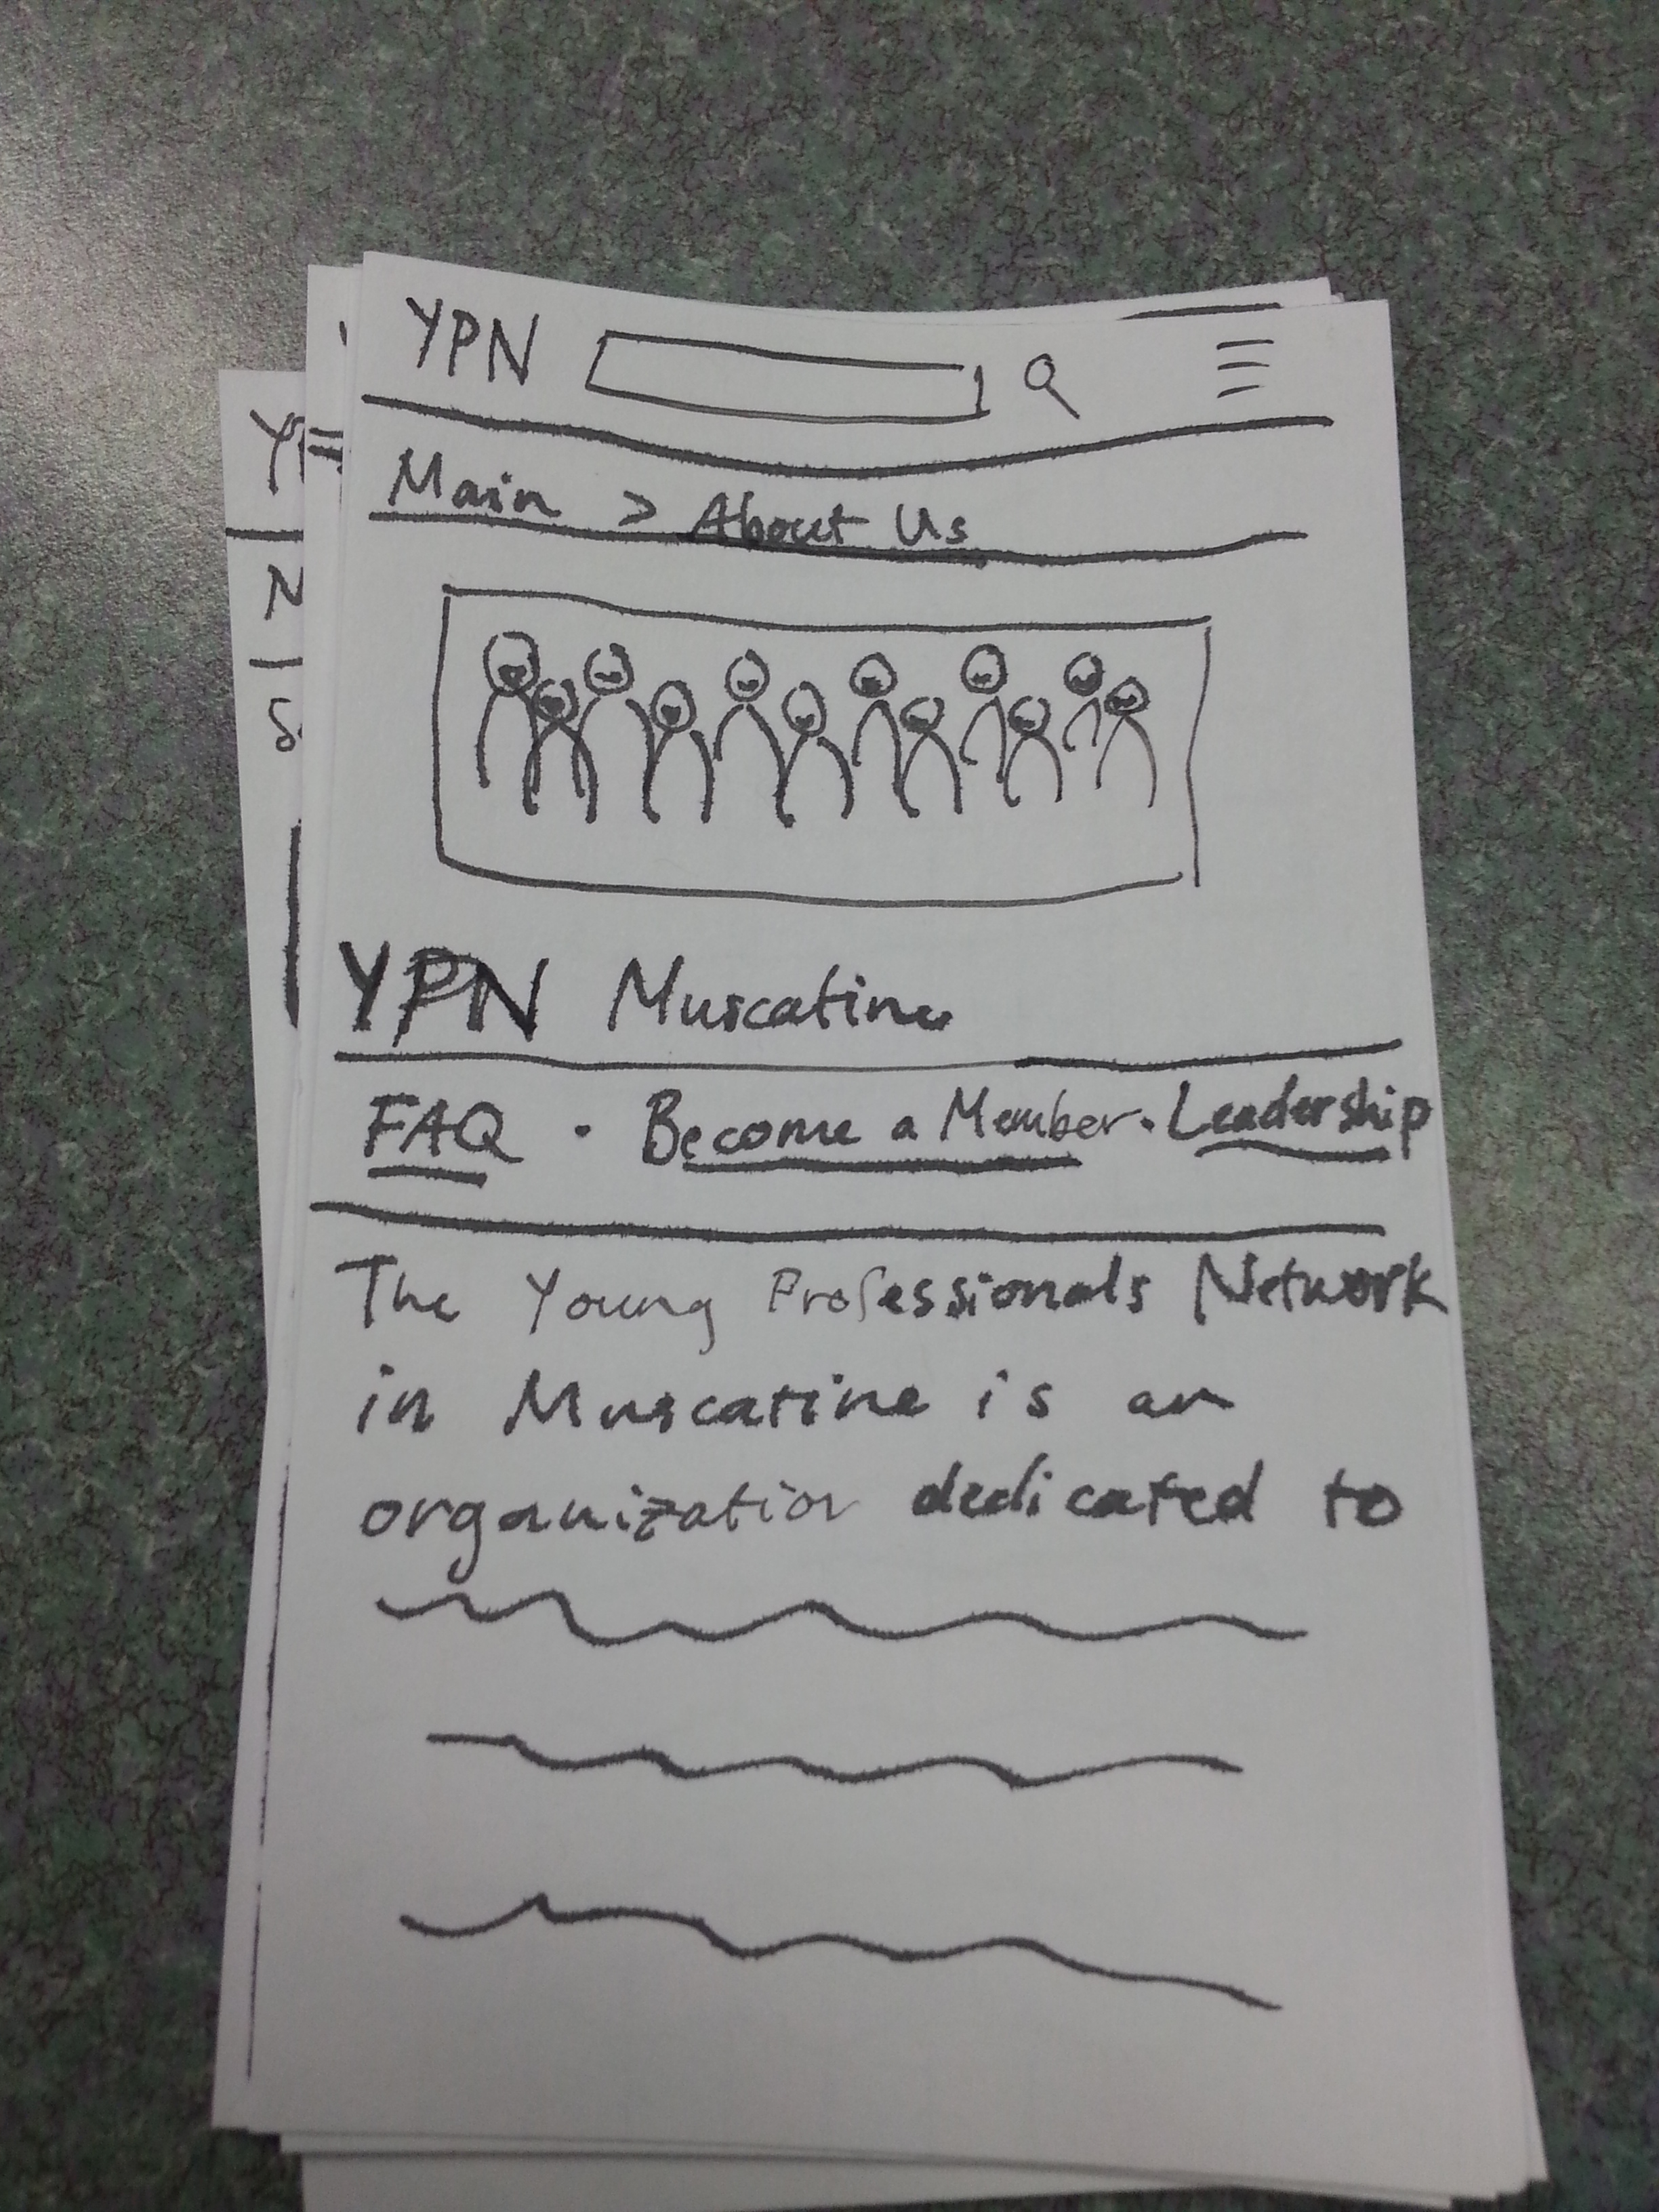 YPN
Main > About Us
YPN Muscatine
FAQ · Become a Member · Leadership
The Young Professionals Network
in Muscatine is an
organization dedicated to